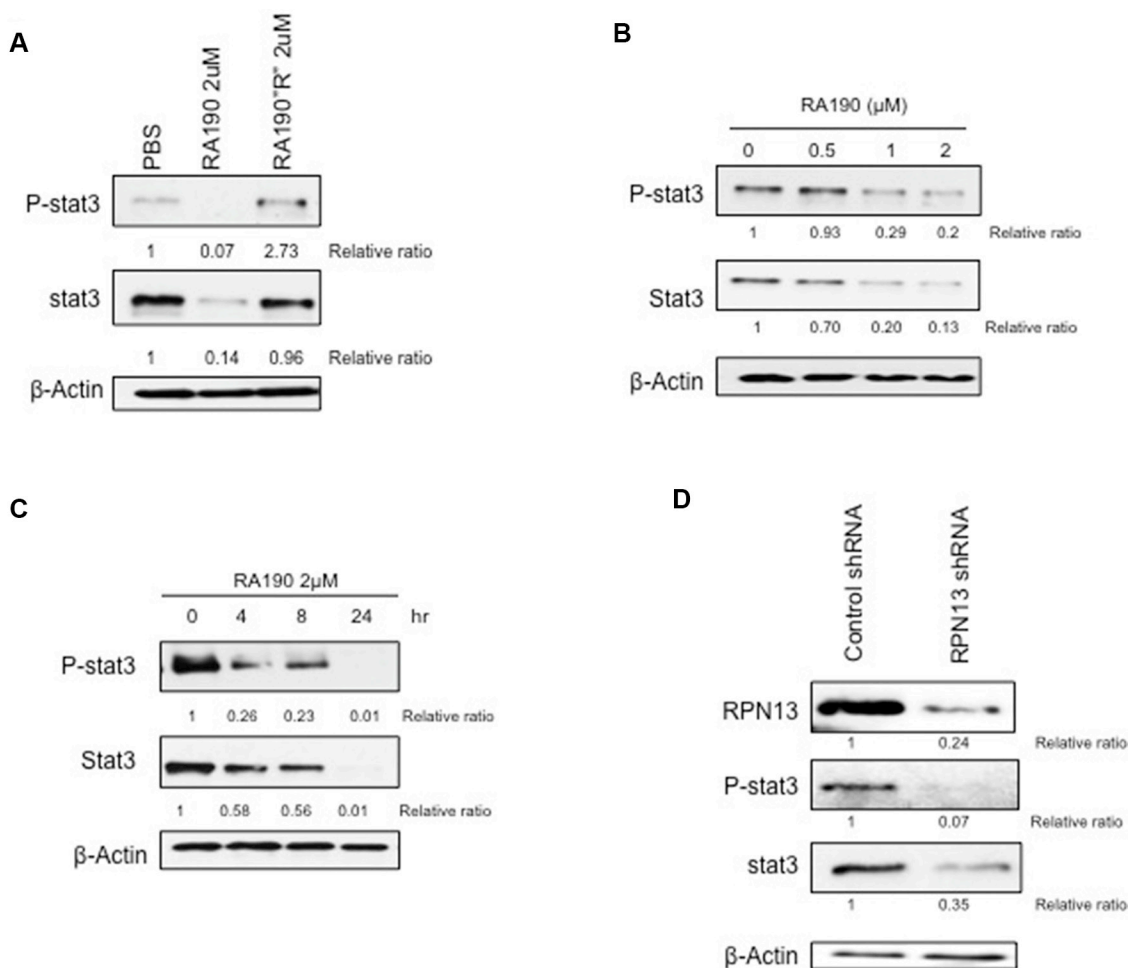 A
PBS
RA190 2uM
RA190"R" 2uM
P-stat3
1 0.07 2.73 Relative ratio
stat3
1 0.14 0.96 Relative ratio
β-Actin
B
RA190 (µM)
0 0.5 1 2
P-stat3
1 0.93 0.29 0.2 Relative ratio
Stat3
1 0.70 0.20 0.13 Relative ratio
β-Actin
C
RA190 2µM
0 4 8 24 hr
P-stat3
1 0.26 0.23 0.01 Relative ratio
Stat3
1 0.58 0.56 0.01 Relative ratio
β-Actin
D
Control shRNA
RPN13 shRNA
RPN13
1 0.24 Relative ratio
P-stat3
1 0.07 Relative ratio
stat3
1 0.35 Relative ratio
β-Actin